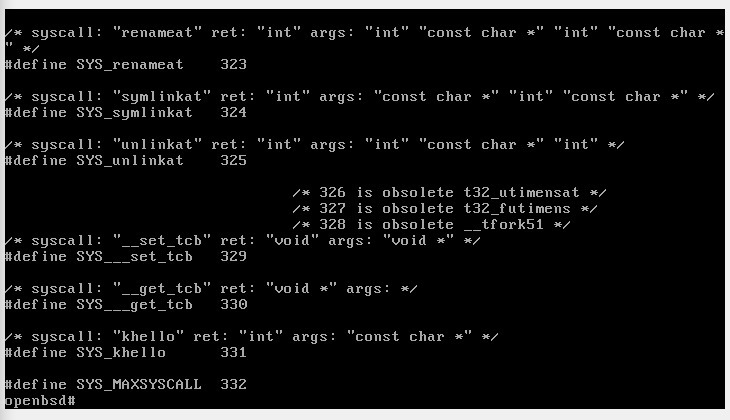 /* syscall: "renameat" ret: "int" args: "int" "const char *" "int" "const char *
" */
#define SYS_renameat    323
/* syscall: "symlinkat" ret: "int" args: "const char *" "int" "const char *" */
#define SYS_symlinkat   324
/* syscall: "unlinkat" ret: "int" args: "int" "const char *" "int" */
#define SYS_unlinkat    325
/* 326 is obsolete t32_utimensat */
/* 327 is obsolete t32_futimens */
/* 328 is obsolete __tfork51 */
/* syscall: "__set_tcb" ret: "void" args: "void *" */
#define SYS___set_tcb   329
/* syscall: "__get_tcb" ret: "void *" args: */
#define SYS___get_tcb   330
/* syscall: "khello" ret: "int" args: "const char *" */
#define SYS_khello      331
#define SYS_MAXSYSCALL  332
openbsd#